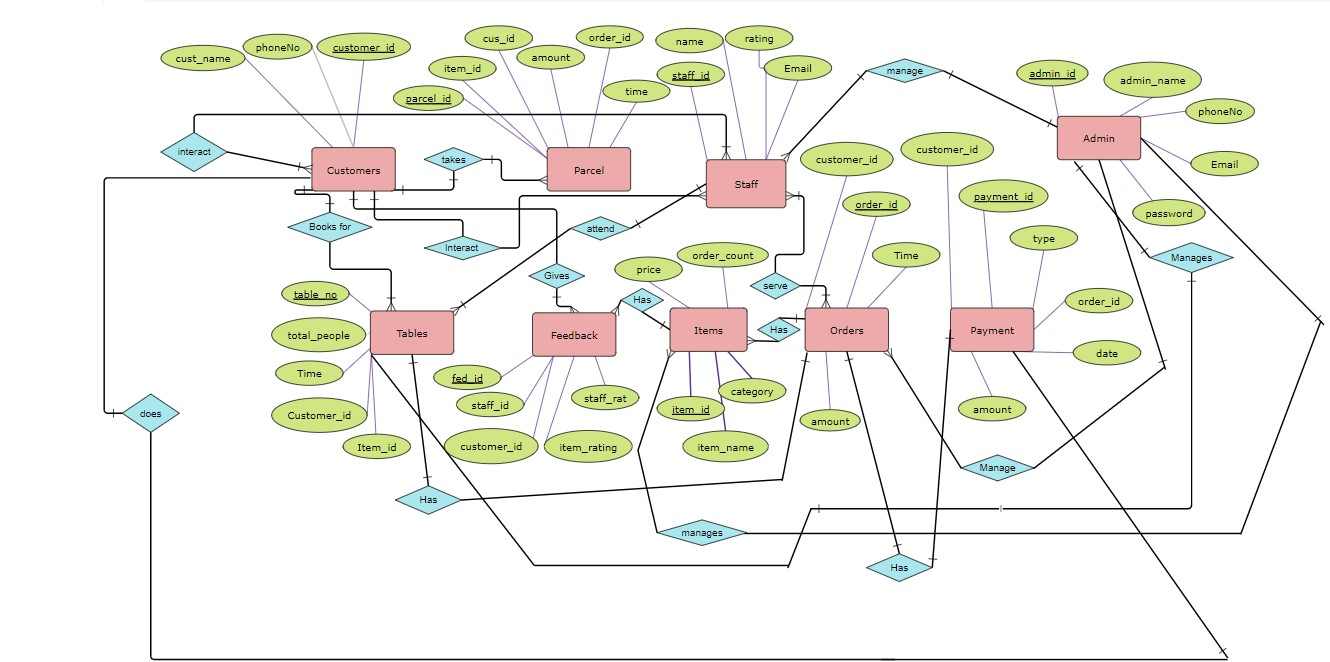 cus_id
order_id
name
rating
phoneNo
customer_id
cust_name
amount
item_id
staff_id
Email
manage
admin_id
admin_name
time
parcel_id
phoneNo
Admin
interact
takes
customer_id
customer_id
Email
Customers
Parcel
Staff
payment_id
order_id
password
Books for
attend
type
Interact
order_count
Time
Manages
price
Gives
serve
table_no
Has
order_id
total_people
Tables
Feedback
Items
Has
Orders
Payment
date
Time
fed_id
category
staff_rat
does
Customer_id
staff_id
item_id
amount
amount
Item_id
customer_id
item_rating
item_name
Manage
Has
manages
Has